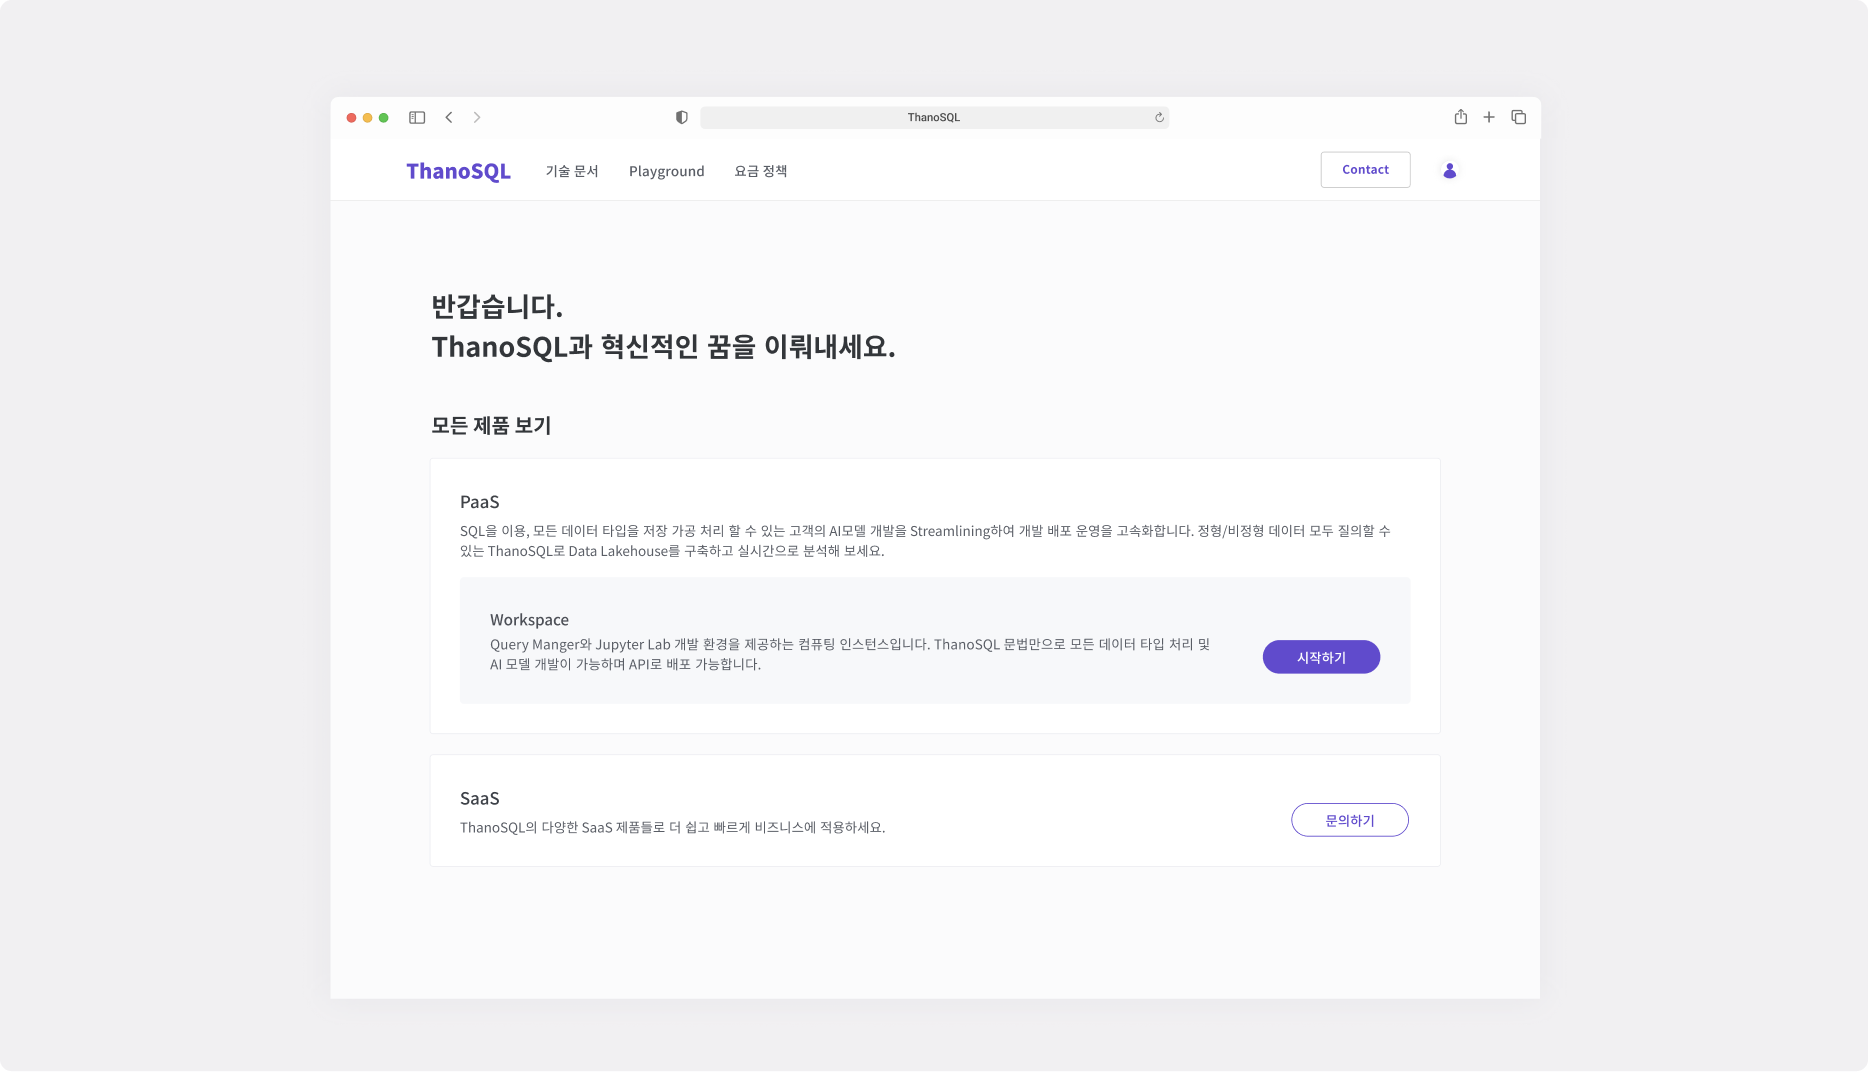 ThanoSQL
ThanoSQL
기술 문서
Playground
요금 정책
Contact
반갑습니다.
ThanoSQL과 혁신적인 꿈을 이뤄내세요.
모든 제품 보기
PaaS
SQL을 이용, 모든 데이터 타입을 저장 가공 처리 할 수 있는 고객의 AI모델 개발을 Streamlining하여 개발 배포 운영을 고속화합니다. 정형/비정형 데이터 모두 질의할 수
있는 ThanoSQL로 Data Lakehouse를 구축하고 실시간으로 분석해 보세요.
Workspace
Query Manger와 Jupyter Lab 개발 환경을 제공하는 컴퓨팅 인스턴스입니다. ThanoSQL 문법만으로 모든 데이터 타입 처리 및
AI 모델 개발이 가능하며 API로 배포 가능합니다.
시작하기
SaaS
ThanoSQL의 다양한 SaaS 제품들로 더 쉽고 빠르게 비즈니스에 적용하세요.
문의하기